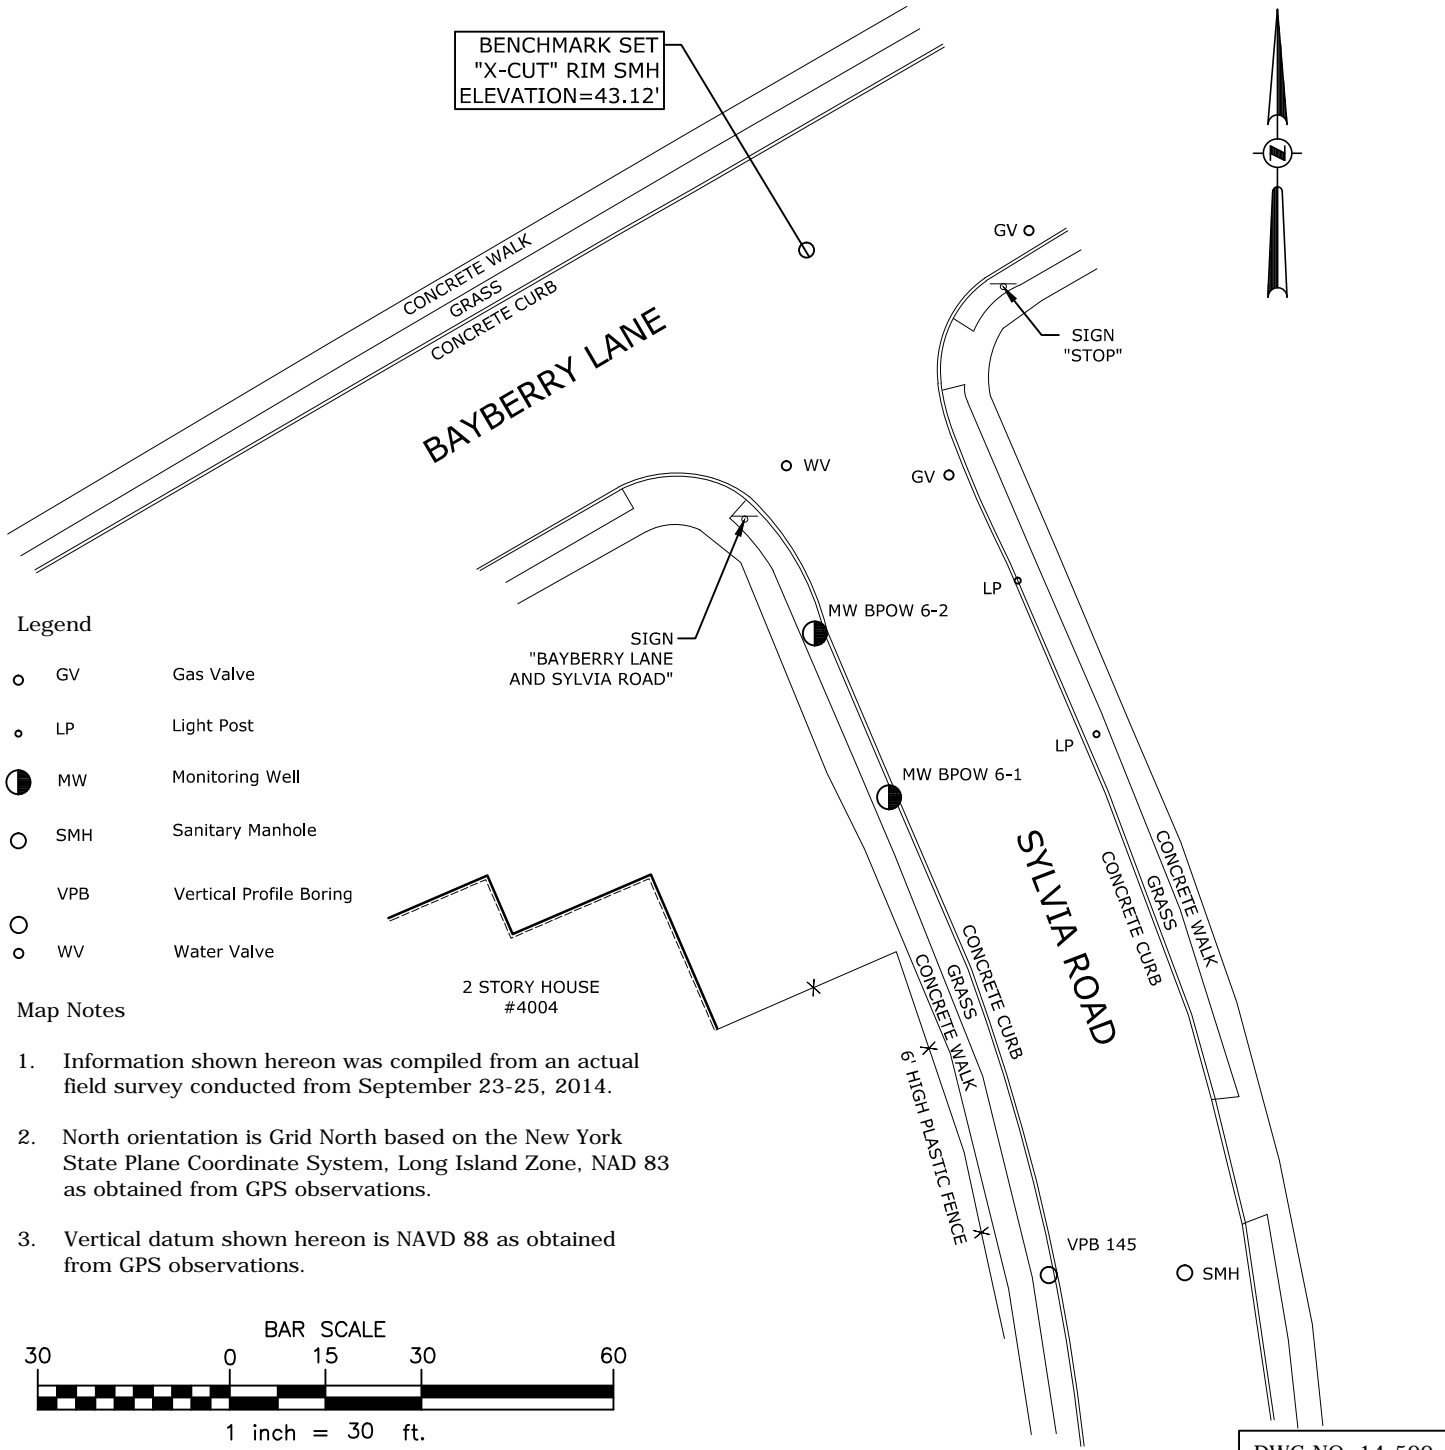 BENCHMARK SET
"X-CUT" RIM SMH
ELEVATION=43.12'
N
GV
CONCRETE WALK
GRASS
CONCRETE CURB
SIGN
"STOP"
BAYBERRY LANE
WV
GV
LP
MW BPOW 6-2
SIGN
"BAYBERRY LANE
AND SYLVIA ROAD"
LP
MW BPOW 6-1
SYLVIA ROAD
CONCRETE CURB
GRASS
CONCRETE WALK
CONCRETE WALK
GRASS
CONCRETE CURB
2 STORY HOUSE
#4004
6' HIGH PLASTIC FENCE
VPB 145
SMH
Legend
GV Gas Valve
LP Light Post
MW Monitoring Well
SMH Sanitary Manhole
VPB Vertical Profile Boring
WV Water Valve
Map Notes
1. Information shown hereon was compiled from an actual
field survey conducted from September 23-25, 2014.
2. North orientation is Grid North based on the New York
State Plane Coordinate System, Long Island Zone, NAD 83
as obtained from GPS observations.
3. Vertical datum shown hereon is NAVD 88 as obtained
from GPS observations.
BAR SCALE
30 0 15 30 60
1 inch = 30 ft.